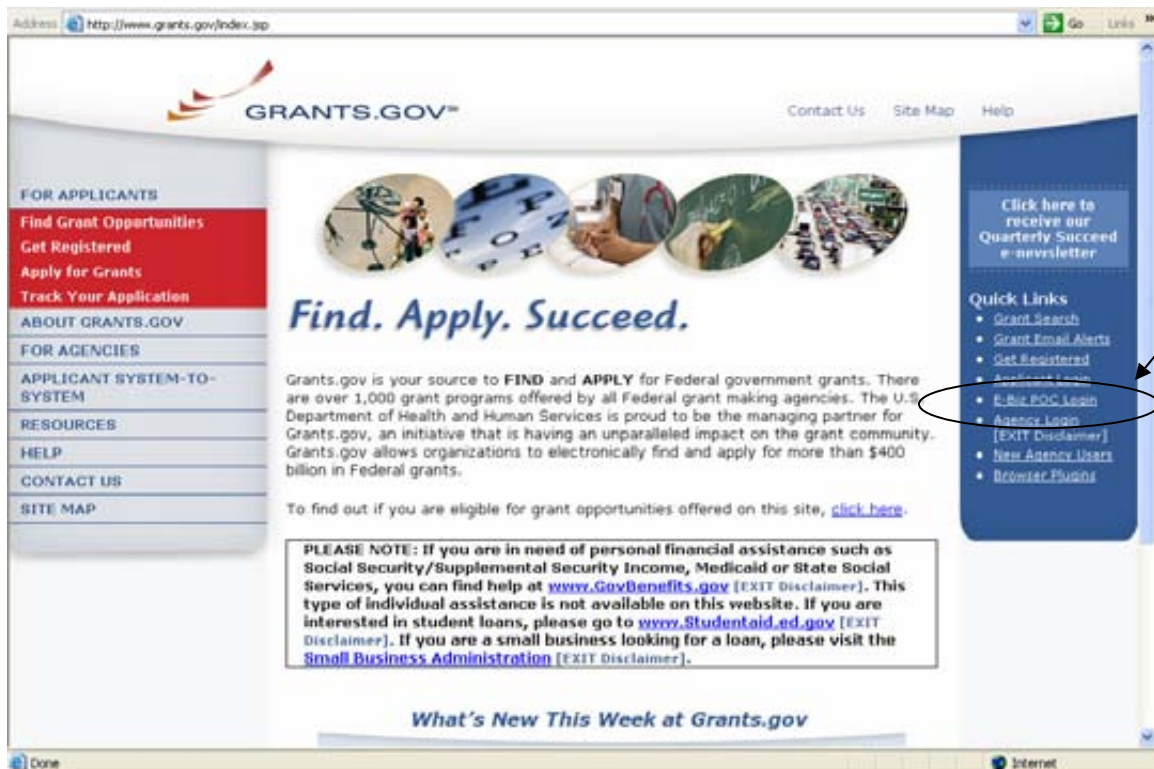 Address http://www.grants.gov/index.jsp Go Links »
GRANTS.GOV℠
Contact Us Site Map Help
FOR APPLICANTS
Find Grant Opportunities
Get Registered
Apply for Grants
Track Your Application
ABOUT GRANTS.GOV
FOR AGENCIES
APPLICANT SYSTEM-TO-
SYSTEM
RESOURCES
HELP
CONTACT US
SITE MAP
Find. Apply. Succeed.
Grants.gov is your source to FIND and APPLY for Federal government grants. There
are over 1,000 grant programs offered by all Federal grant making agencies. The U.S.
Department of Health and Human Services is proud to be the managing partner for
Grants.gov, an initiative that is having an unparalleled impact on the grant community.
Grants.gov allows organizations to electronically find and apply for more than $400
billion in Federal grants.
To find out if you are eligible for grant opportunities offered on this site, click here.
PLEASE NOTE: If you are in need of personal financial assistance such as
Social Security/Supplemental Security Income, Medicaid or State Social
Services, you can find help at www.GovBenefits.gov [EXIT Disclaimer]. This
type of individual assistance is not available on this website. If you are
interested in student loans, please go to www.Studentaid.ed.gov [EXIT
Disclaimer]. If you are a small business looking for a loan, please visit the
Small Business Administration [EXIT Disclaimer].
What's New This Week at Grants.gov
Click here to
receive our
Quarterly Succeed
e-newsletter
Quick Links
Grant Search
Grant Email Alerts
Get Registered
Applicant Login
E-Biz POC Login
Agency Login
[EXIT Disclaimer]
New Agency Users
Browser Plugins
Done
Internet